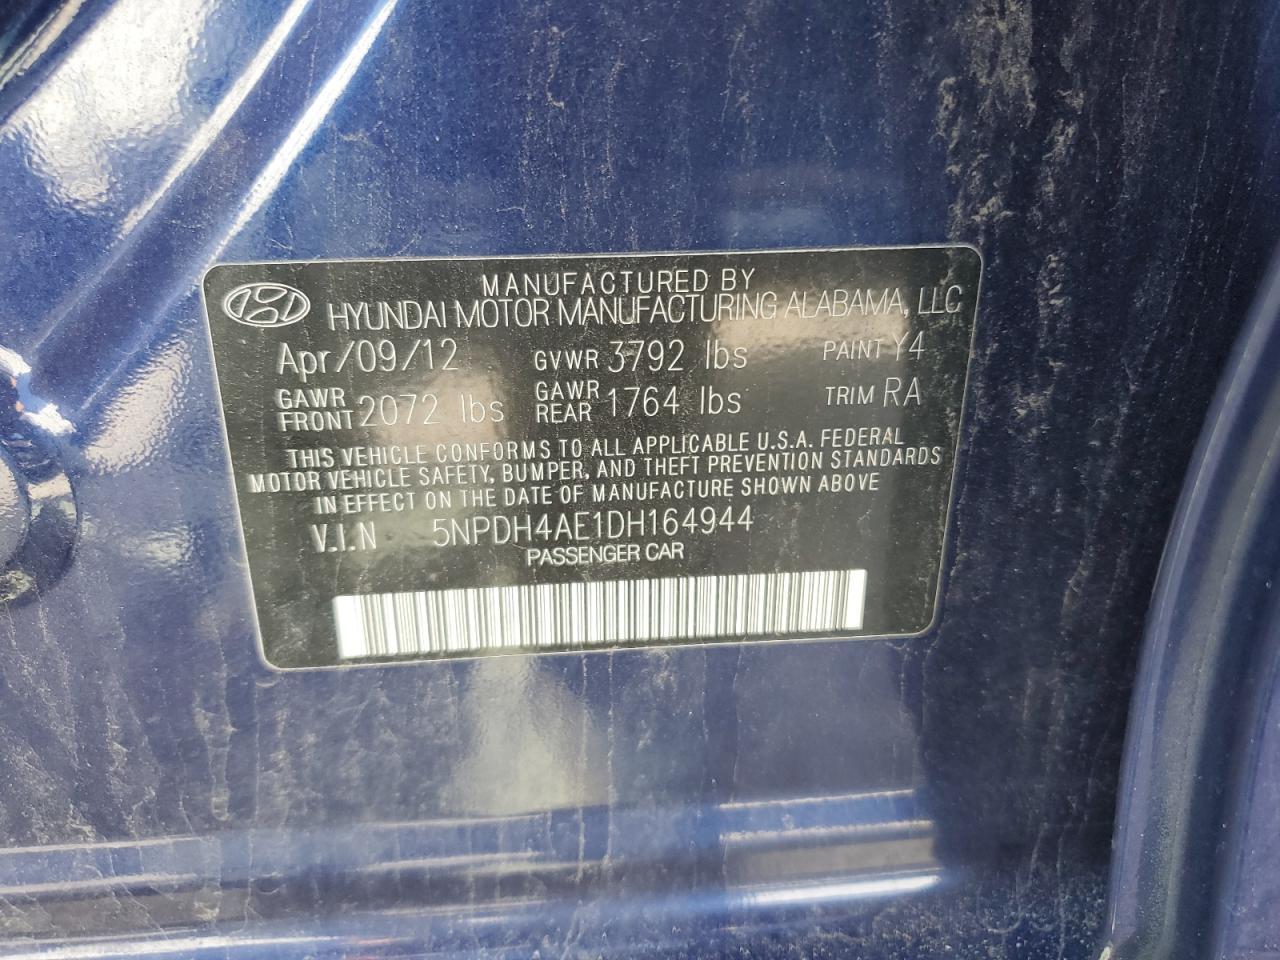 MANUFACTURED BY
HYUNDAI MOTOR MANUFACTURING ALABAMA, LLC
Apr/09/12 GVWR 3792 lbs PAINT Y4
GAWR FRONT 2072 lbs GAWR REAR 1764 lbs TRIM RA
THIS VEHICLE CONFORMS TO ALL APPLICABLE U.S.A. FEDERAL
MOTOR VEHICLE SAFETY, BUMPER, AND THEFT PREVENTION STANDARDS
IN EFFECT ON THE DATE OF MANUFACTURE SHOWN ABOVE
V.I.N 5NPDH4AE1DH164944
PASSENGER CAR